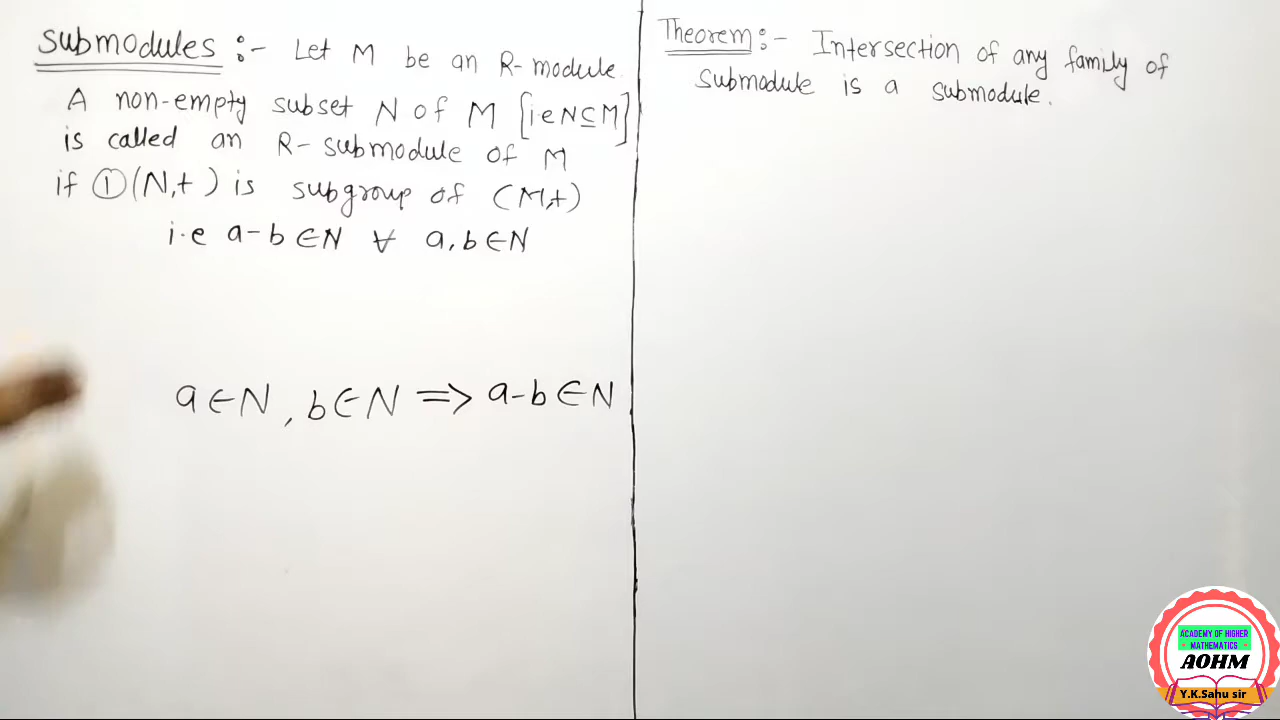 Submodules :- Let M be an R-module.
A non-empty subset N of M [i.e N⊆M]
is called an R-submodule of M
if ①(N,+) is subgroup of (M,+)
i.e a-b∈N ∀ a,b∈N
a∈N, b∈N => a-b∈N
Theorem :- Intersection of any family of
submodule is a submodule.
ACADEMY OF HIGHER
MATHEMATICS
AOHM
Y.K.Sahu sir